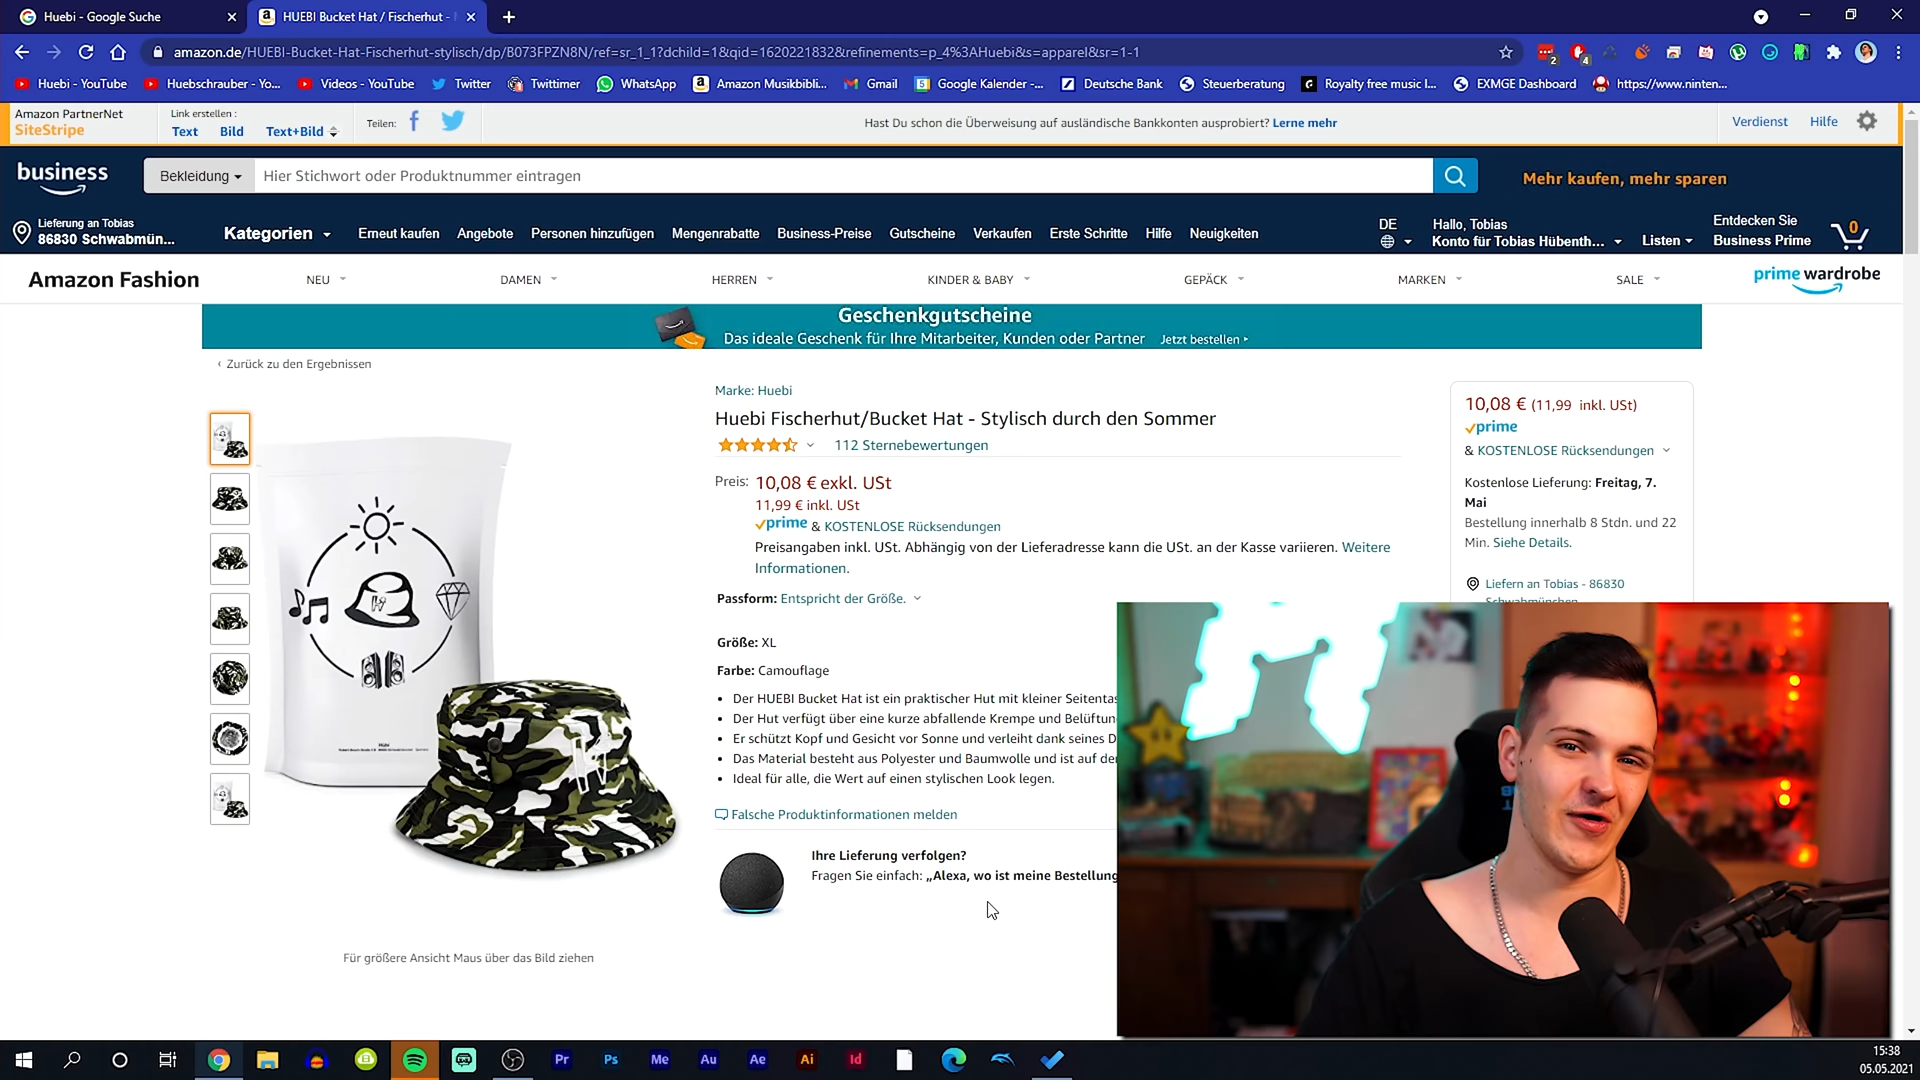 Huebi - Google Suche
HUEBI Bucket Hat / Fischerhut -
amazon.de/HUEBI-Bucket-Hat-Fischerhut-stylisch/dp/B073FPZN8N/ref=sr_1_1?dchild=1&qid=1620221832&refinements=p_4%3AHuebi&s=apparel&sr=1-1
2
4
Huebi - YouTube
Huebschrauber - Yo...
Videos - YouTube
Twitter
Twittimer
WhatsApp
Amazon Musikbibli...
Gmail
Google Kalender -...
Deutsche Bank
Steuerberatung
Royalty free music l...
EXMGE Dashboard
https://www.ninten...
Amazon PartnerNet
SiteStripe
Link erstellen :
Text
Bild
Text+Bild
Teilen:
Hast Du schon die Überweisung auf ausländische Bankkonten ausprobiert? Lerne mehr
Verdienst
Hilfe
business
Bekleidung
Hier Stichwort oder Produktnummer eintragen
Mehr kaufen, mehr sparen
Lieferung an Tobias
86830 Schwabmün...
Kategorien
Erneut kaufen
Angebote
Personen hinzufügen
Mengenrabatte
Business-Preise
Gutscheine
Verkaufen
Erste Schritte
Hilfe
Neuigkeiten
DE
Hallo, Tobias
Konto für Tobias Hübenth...
Listen
Entdecken Sie
Business Prime
0
Amazon Fashion
NEU
DAMEN
HERREN
KINDER & BABY
GEPÄCK
MARKEN
SALE
prime wardrobe
Geschenkgutscheine
Das ideale Geschenk für Ihre Mitarbeiter, Kunden oder Partner
Jetzt bestellen
‹ Zurück zu den Ergebnissen
Marke: Huebi
Huebi Fischerhut/Bucket Hat - Stylisch durch den Sommer
112 Sternebewertungen
Preis: 10,08 € exkl. USt
11,99 € inkl. USt
prime & KOSTENLOSE Rücksendungen
Preisangaben inkl. USt. Abhängig von der Lieferadresse kann die USt. an der Kasse variieren. Weitere
Informationen.
Passform: Entspricht der Größe.
Größe: XL
Farbe: Camouflage
• Der HUEBI Bucket Hat ist ein praktischer Hut mit kleiner Seitentas
• Der Hut verfügt über eine kurze abfallende Krempe und Belüftun
• Er schützt Kopf und Gesicht vor Sonne und verleiht dank seines D
• Das Material besteht aus Polyester und Baumwolle und ist auf der
• Ideal für alle, die Wert auf einen stylischen Look legen.
Falsche Produktinformationen melden
Ihre Lieferung verfolgen?
Fragen Sie einfach: „Alexa, wo ist meine Bestellung
Für größere Ansicht Maus über das Bild ziehen
10,08 € (11,99 inkl. USt)
prime
& KOSTENLOSE Rücksendungen
Kostenlose Lieferung: Freitag, 7.
Mai
Bestellung innerhalb 8 Stdn. und 22
Min. Siehe Details.
Liefern an Tobias - 86830
Schwabmünchen
Pr
Ps
Me
Au
Ae
Ai
Id
15:38
05.05.2021